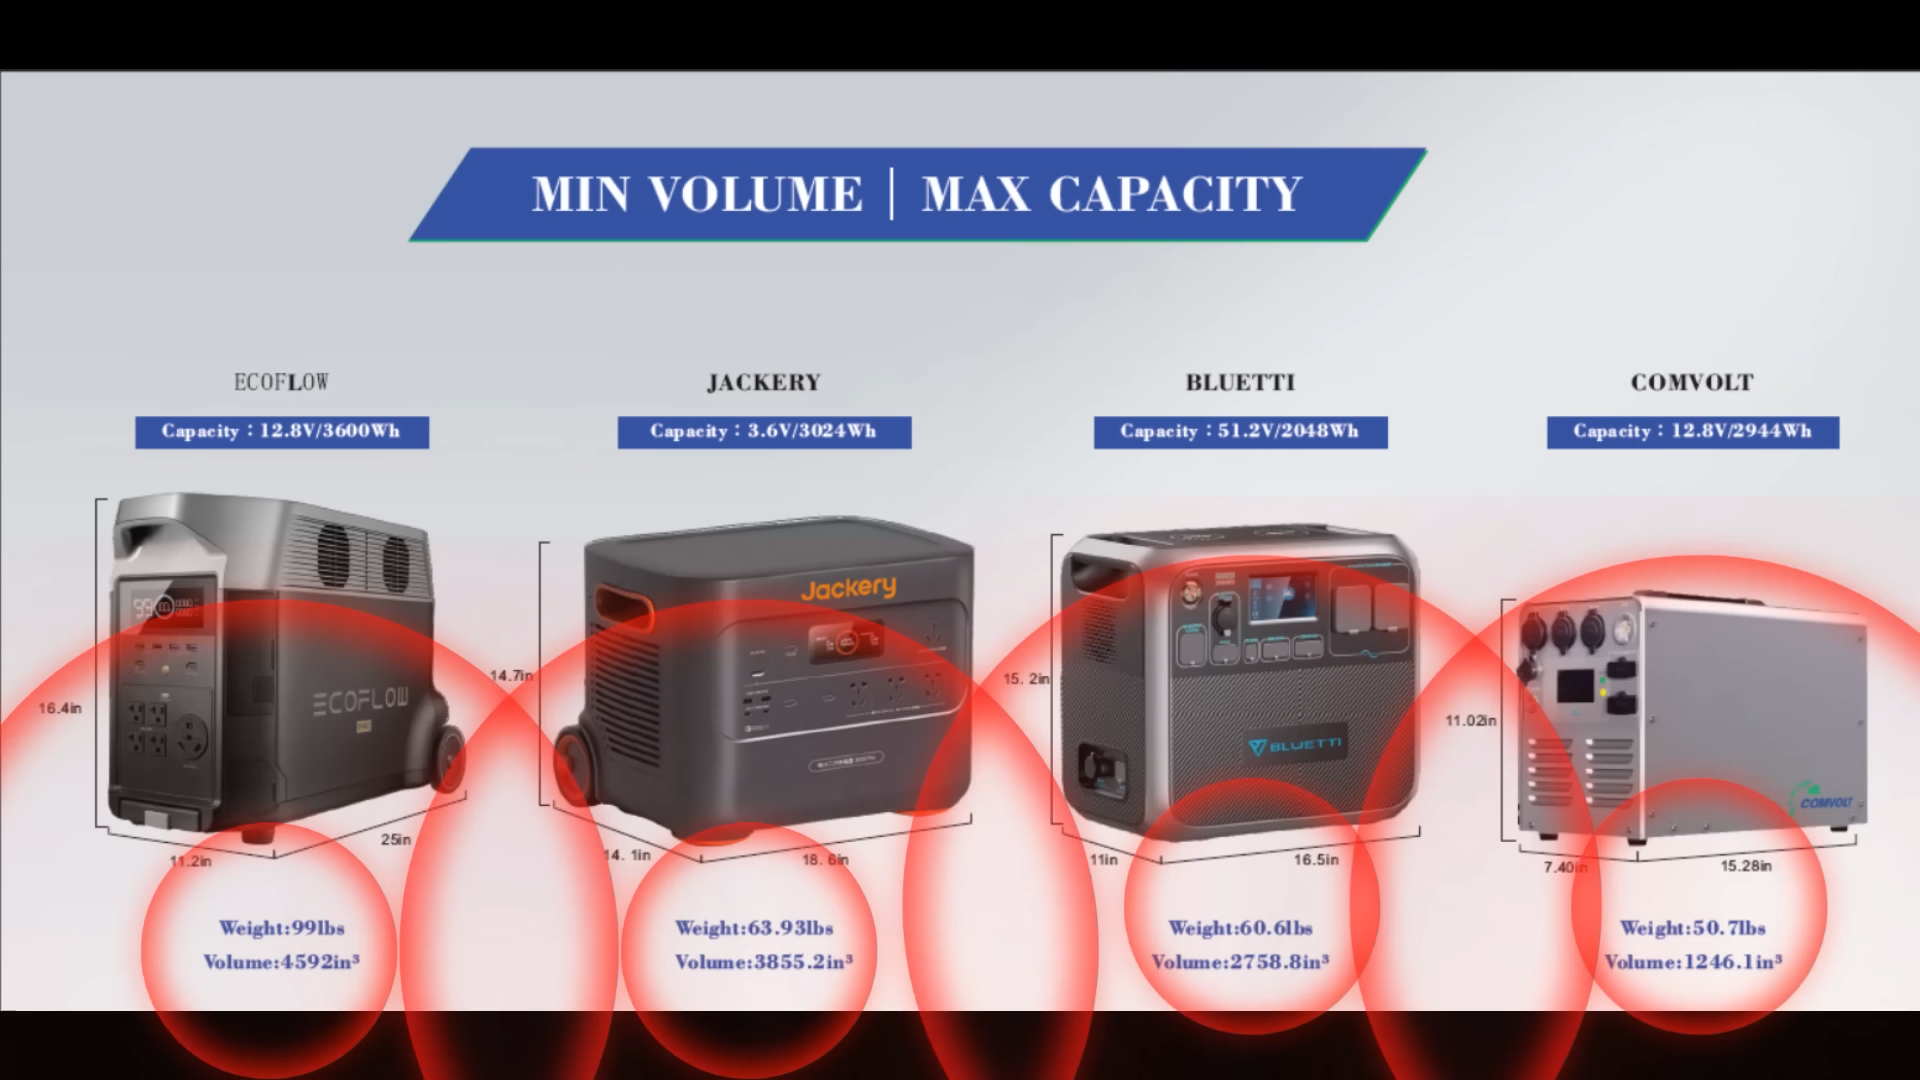 MIN VOLUME | MAX CAPACITY
ECOFLOW
JACKERY
BLUETTI
COMVOLT
Capacity：12.8V/3600Wh
Capacity：3.6V/3024Wh
Capacity：51.2V/2048Wh
Capacity：12.8V/2944Wh
Jackery
ECOFLOW
BLUETTI
COMVOLT
16.4in
11.2in
25in
14.7in
14. 1in
18. 6in
15. 2in
11in
16.5in
11.02in
7.40in
15.28in
Weight:99lbs
Volume:4592in³
Weight:63.93lbs
Volume:3855.2in³
Weight:60.6lbs
Volume:2758.8in³
Weight:50.7lbs
Volume:1246.1in³